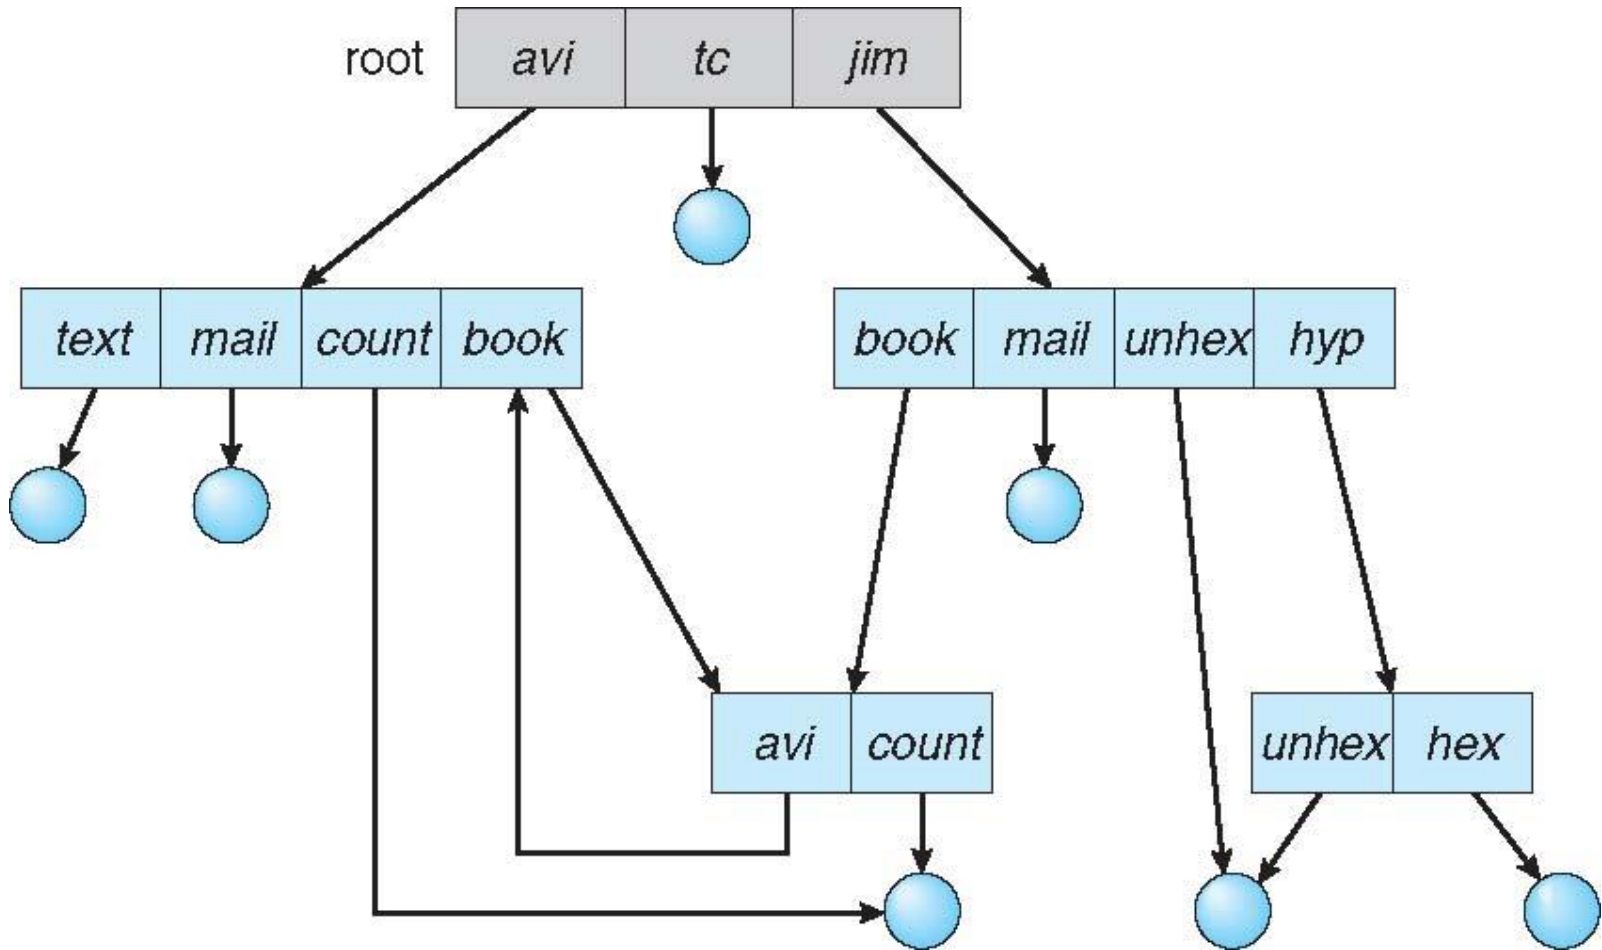 root avi tc jim
text mail count book
book mail unhex hyp
avi count
unhex hex